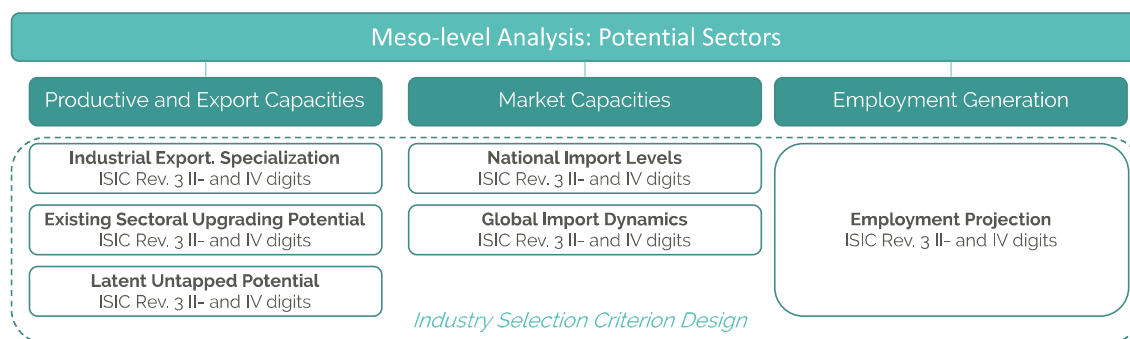 Meso-level Analysis: Potential Sectors
Productive and Export Capacities
Market Capacities
Employment Generation
Industrial Export. Specialization
ISIC Rev. 3 II- and IV digits
Existing Sectoral Upgrading Potential
ISIC Rev. 3 II- and IV digits
Latent Untapped Potential
ISIC Rev. 3 II- and IV digits
National Import Levels
ISIC Rev. 3 II- and IV digits
Global Import Dynamics
ISIC Rev. 3 II- and IV digits
Employment Projection
ISIC Rev. 3 II- and IV digits
Industry Selection Criterion Design